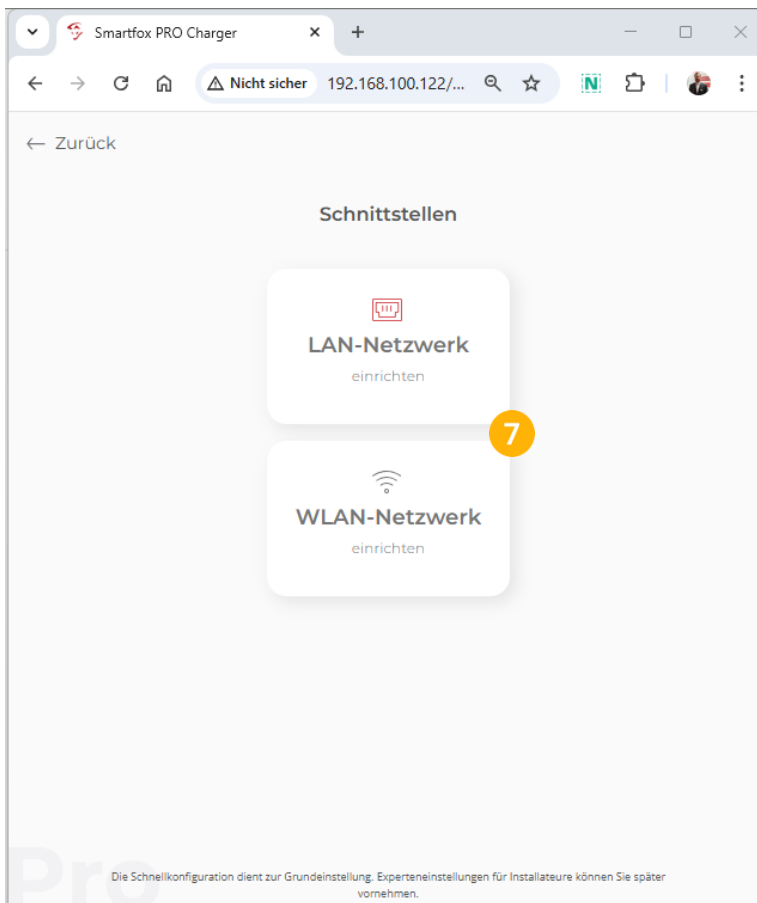 Smartfox PRO Charger
Nicht sicher 192.168.100.122/...
N
← Zurück
Schnittstellen
LAN-Netzwerk
einrichten
7
WLAN-Netzwerk
einrichten
Pro
Die Schnellkonfiguration dient zur Grundeinstellung. Experteneinstellungen für Installateure können Sie später
vornehmen.